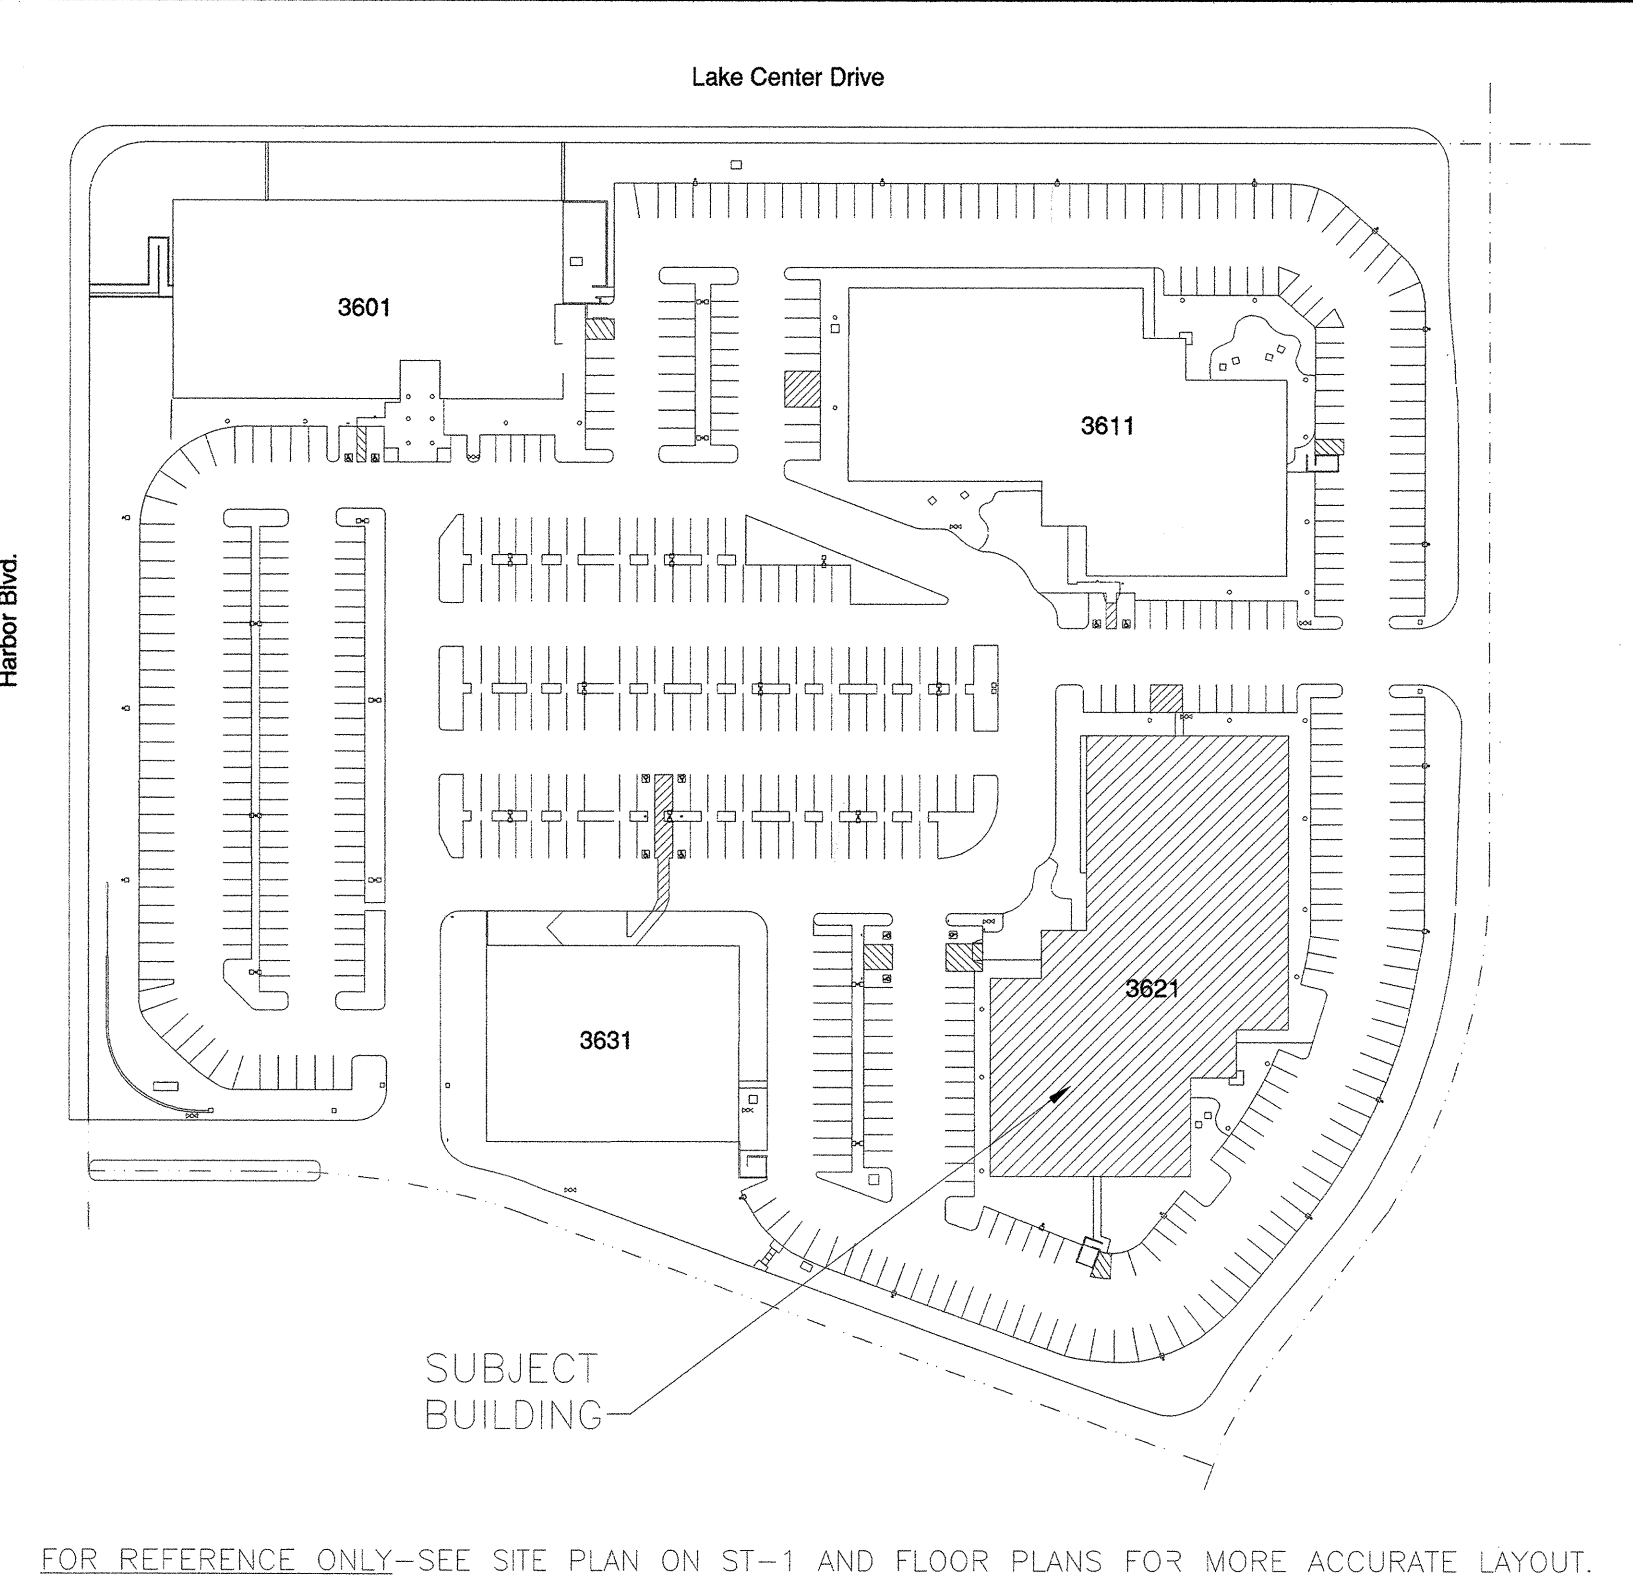 Lake Center Drive
3601
3611
Harbor Blvd.
3621
3631
SUBJECT
BUILDING
FOR REFERENCE ONLY-SEE SITE PLAN ON ST-1 AND FLOOR PLANS FOR MORE ACCURATE LAYOUT.